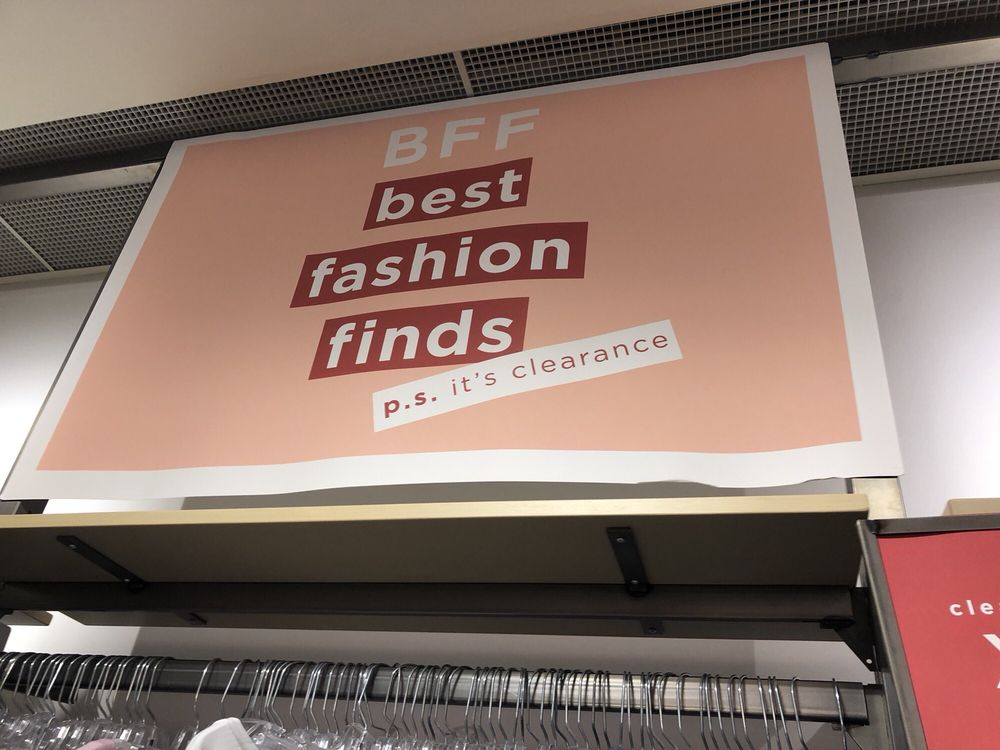 BFF
best
fashion
finds
p.s. it's clearance